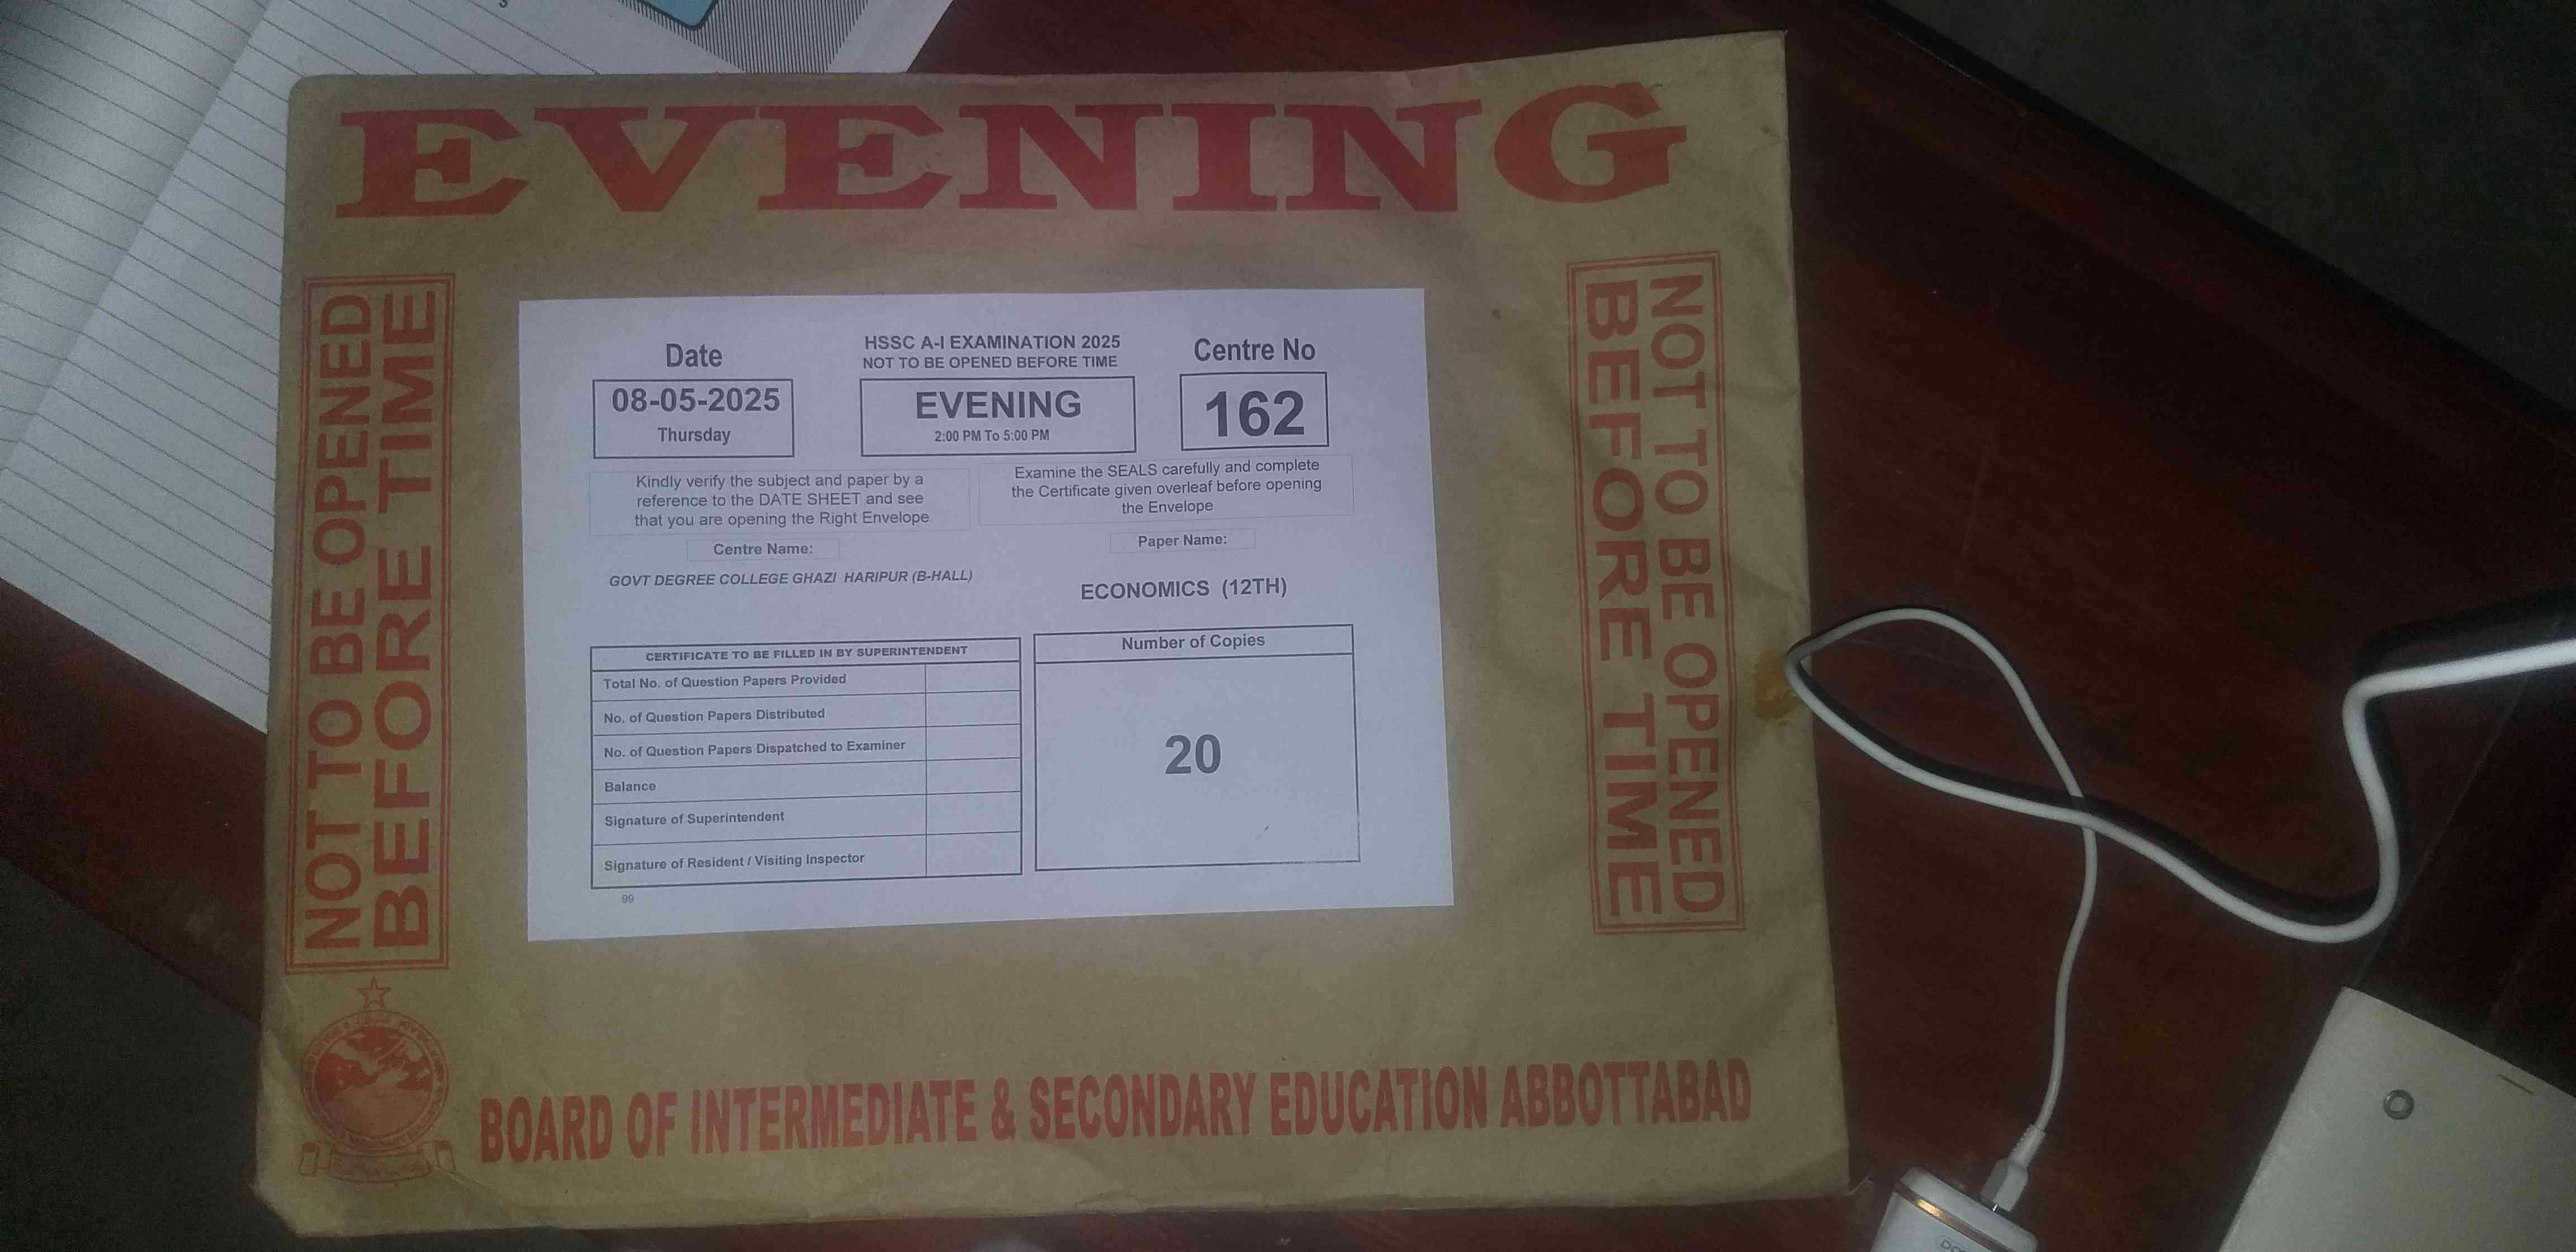 EVENING
NOT TO BE OPENED
BEFORE TIME
NOT TO BE OPENED
BEFORE TIME
Date
08-05-2025
Thursday
HSSC A-I EXAMINATION 2025
NOT TO BE OPENED BEFORE TIME
EVENING
2:00 PM To 5:00 PM
Centre No
162
Kindly verify the subject and paper by a
reference to the DATE SHEET and see
that you are opening the Right Envelope.
Examine the SEALS carefully and complete
the Certificate given overleaf before opening
the Envelope
Centre Name:
GOVT DEGREE COLLEGE GHAZI HARIPUR (B-HALL)
Paper Name:
ECONOMICS (12TH)
CERTIFICATE TO BE FILLED IN BY SUPERINTENDENT
Total No. of Question Papers Provided
No. of Question Papers Distributed
No. of Question Papers Dispatched to Examiner
Balance
Signature of Superintendent
Signature of Resident / Visiting Inspector
Number of Copies
20
99
BOARD OF INTERMEDIATE & SECONDARY EDUCATION ABBOTTABAD